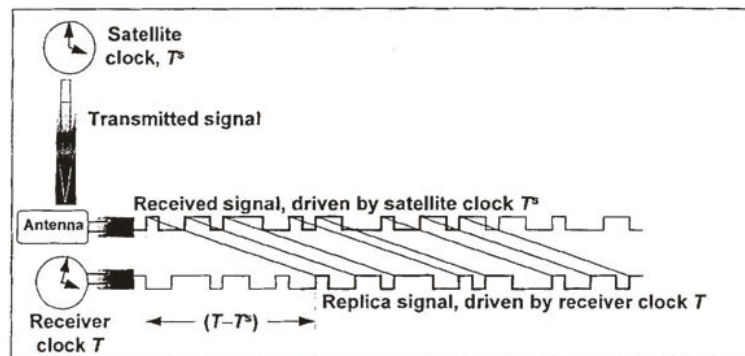 Satellite
clock, Tˢ
Transmitted signal
Received signal, driven by satellite clock Tˢ
Antenna
Replica signal, driven by receiver clock T
Receiver
clock T
(T–Tˢ)